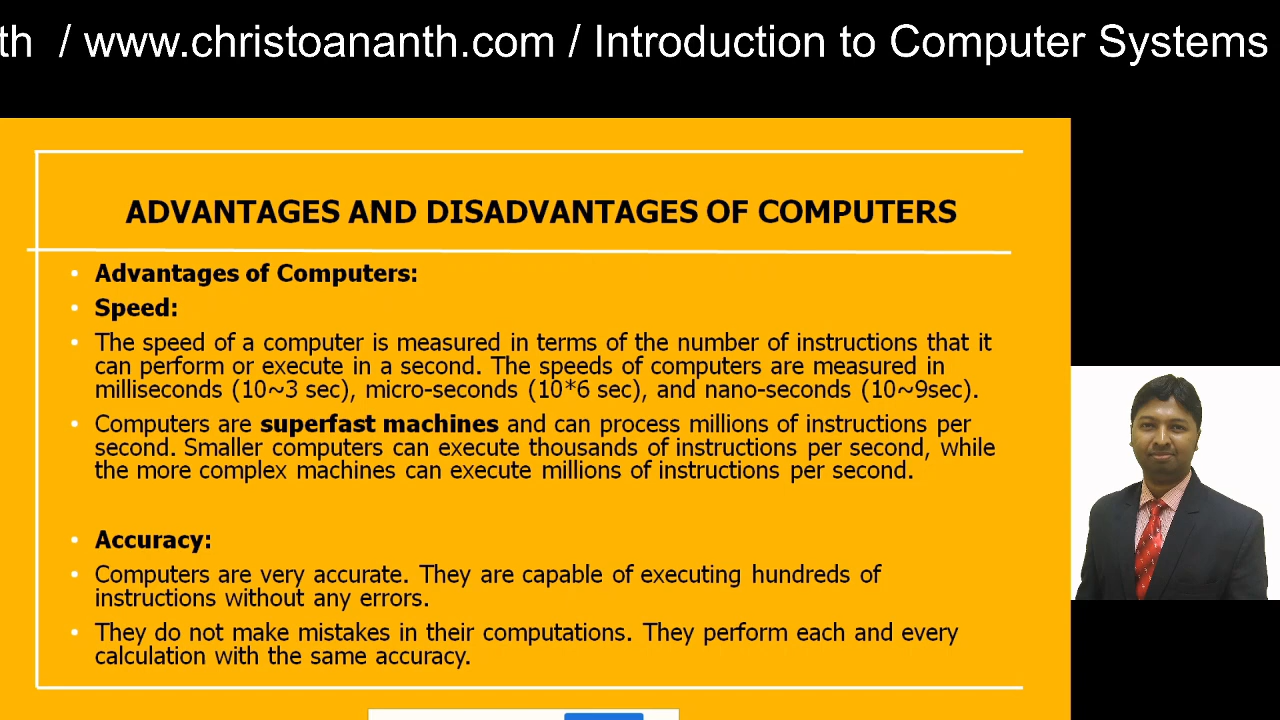 th / www.christoananth.com / Introduction to Computer Systems
ADVANTAGES AND DISADVANTAGES OF COMPUTERS
• Advantages of Computers:
• Speed:
• The speed of a computer is measured in terms of the number of instructions that it
can perform or execute in a second. The speeds of computers are measured in
milliseconds (10~3 sec), micro-seconds (10*6 sec), and nano-seconds (10~9sec).
• Computers are superfast machines and can process millions of instructions per
second. Smaller computers can execute thousands of instructions per second, while
the more complex machines can execute millions of instructions per second.
• Accuracy:
• Computers are very accurate. They are capable of executing hundreds of
instructions without any errors.
• They do not make mistakes in their computations. They perform each and every
calculation with the same accuracy.